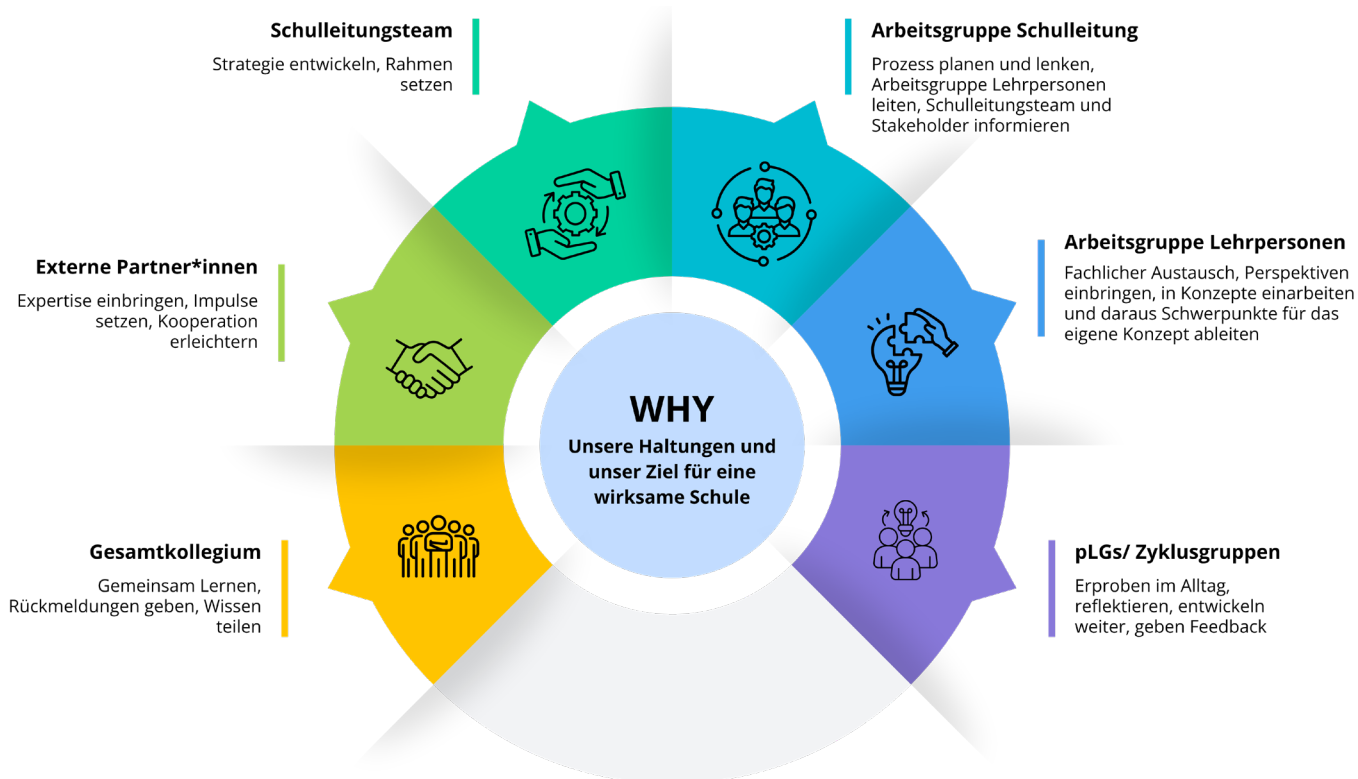 Schulleitungsteam
Strategie entwickeln, Rahmen
setzen
Arbeitsgruppe Schulleitung
Prozess planen und lenken,
Arbeitsgruppe Lehrpersonen
leiten, Schulleitungsteam und
Stakeholder informieren
Externe Partner*innen
Expertise einbringen, Impulse
setzen, Kooperation
erleichtern
Arbeitsgruppe Lehrpersonen
Fachlicher Austausch, Perspektiven
einbringen, in Konzepte einarbeiten
und daraus Schwerpunkte für das
eigene Konzept ableiten
WHY
Unsere Haltungen und
unser Ziel für eine
wirksame Schule
Gesamtkollegium
Gemeinsam Lernen,
Rückmeldungen geben, Wissen
teilen
pLGs/ Zyklusgruppen
Erproben im Alltag,
reflektieren, entwickeln
weiter, geben Feedback